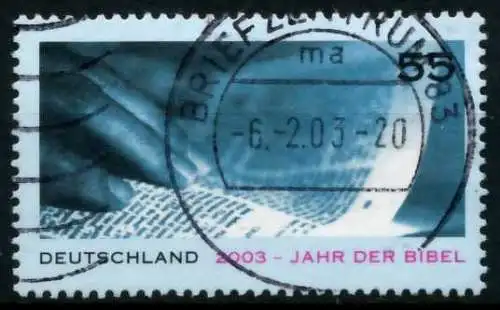 BRIEFZENTRUM 83
ma
55
-6.-2.03-20
DEUTSCHLAND 2003 - JAHR DER BIBEL